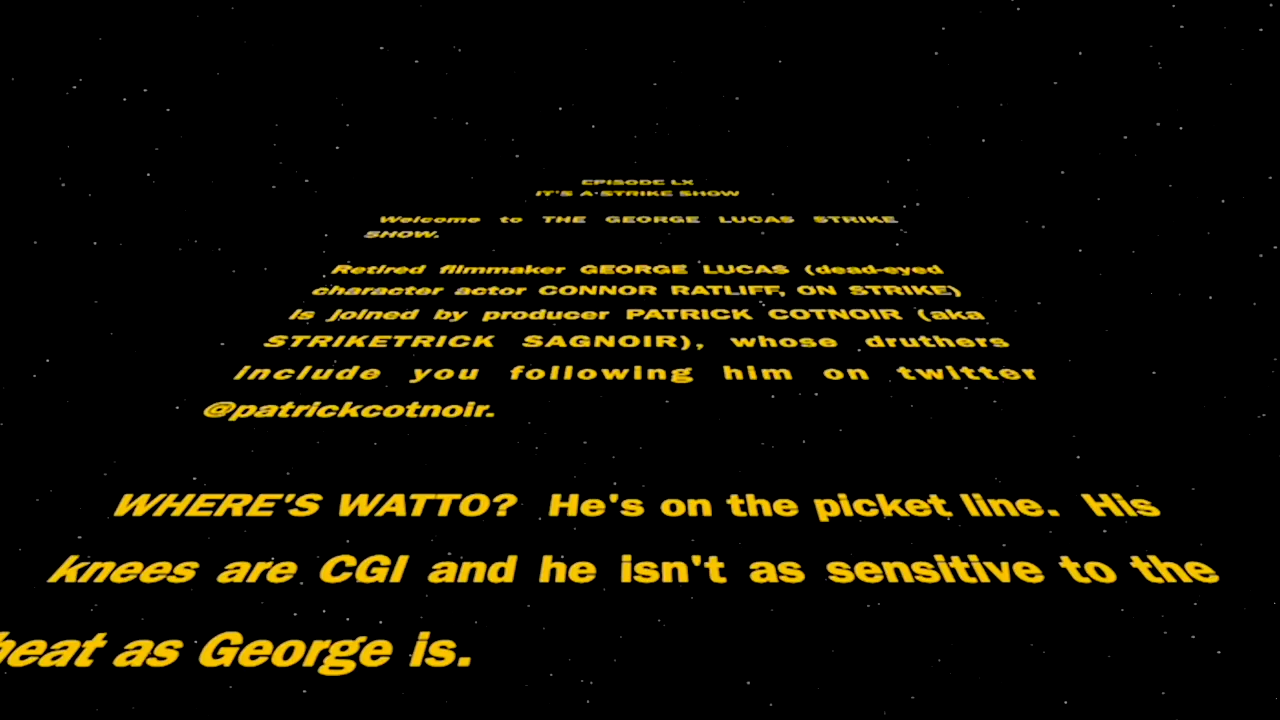 EPISODE LX
IT'S A STRIKE SHOW
Welcome to THE GEORGE LUCAS STRIKE
SHOW.
Retired filmmaker GEORGE LUCAS (dead-eyed
character actor CONNOR RATLIFF, ON STRIKE)
is joined by producer PATRICK COTNOIR (aka
STRIKETRICK SAGNOIR), whose druthers
include you following him on twitter
@patrickcotnoir.
WHERE'S WATTO? He's on the picket line. His
knees are CGI and he isn't as sensitive to the
heat as George is.